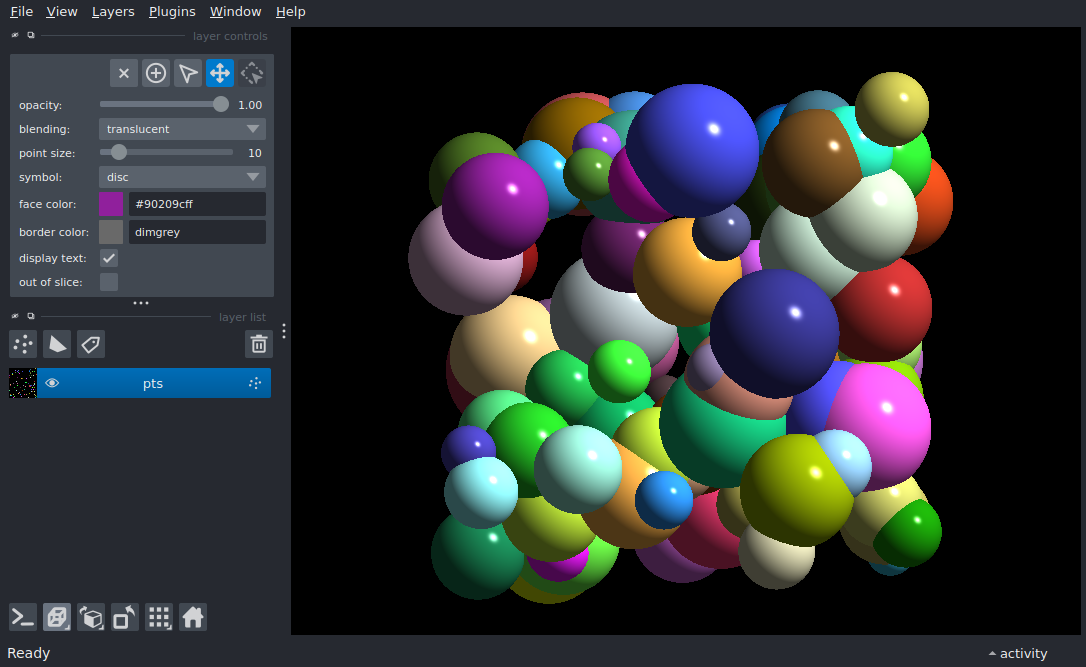 File View Layers Plugins Window Help
layer controls
opacity: 1.00
blending: translucent
point size: 10
symbol: disc
face color: #90209cff
border color: dimgrey
display text:
out of slice:
layer list
pts
Ready
activity